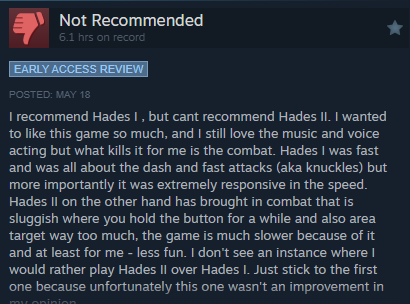 Not Recommended
6.1 hrs on record
EARLY ACCESS REVIEW
POSTED: MAY 18
I recommend Hades I , but cant recommend Hades II. I wanted
to like this game so much, and I still love the music and voice
acting but what kills it for me is the combat. Hades I was fast
and was all about the dash and fast attacks (aka knuckles) but
more importantly it was extremely responsive in the speed.
Hades II on the other hand has brought in combat that is
sluggish where you hold the button for a while and also area
target way too much, the game is much slower because of it
and at least for me - less fun. I don't see an instance where I
would rather play Hades II over Hades I. Just stick to the first
one because unfortunately this one wasn't an improvement in
my opinion